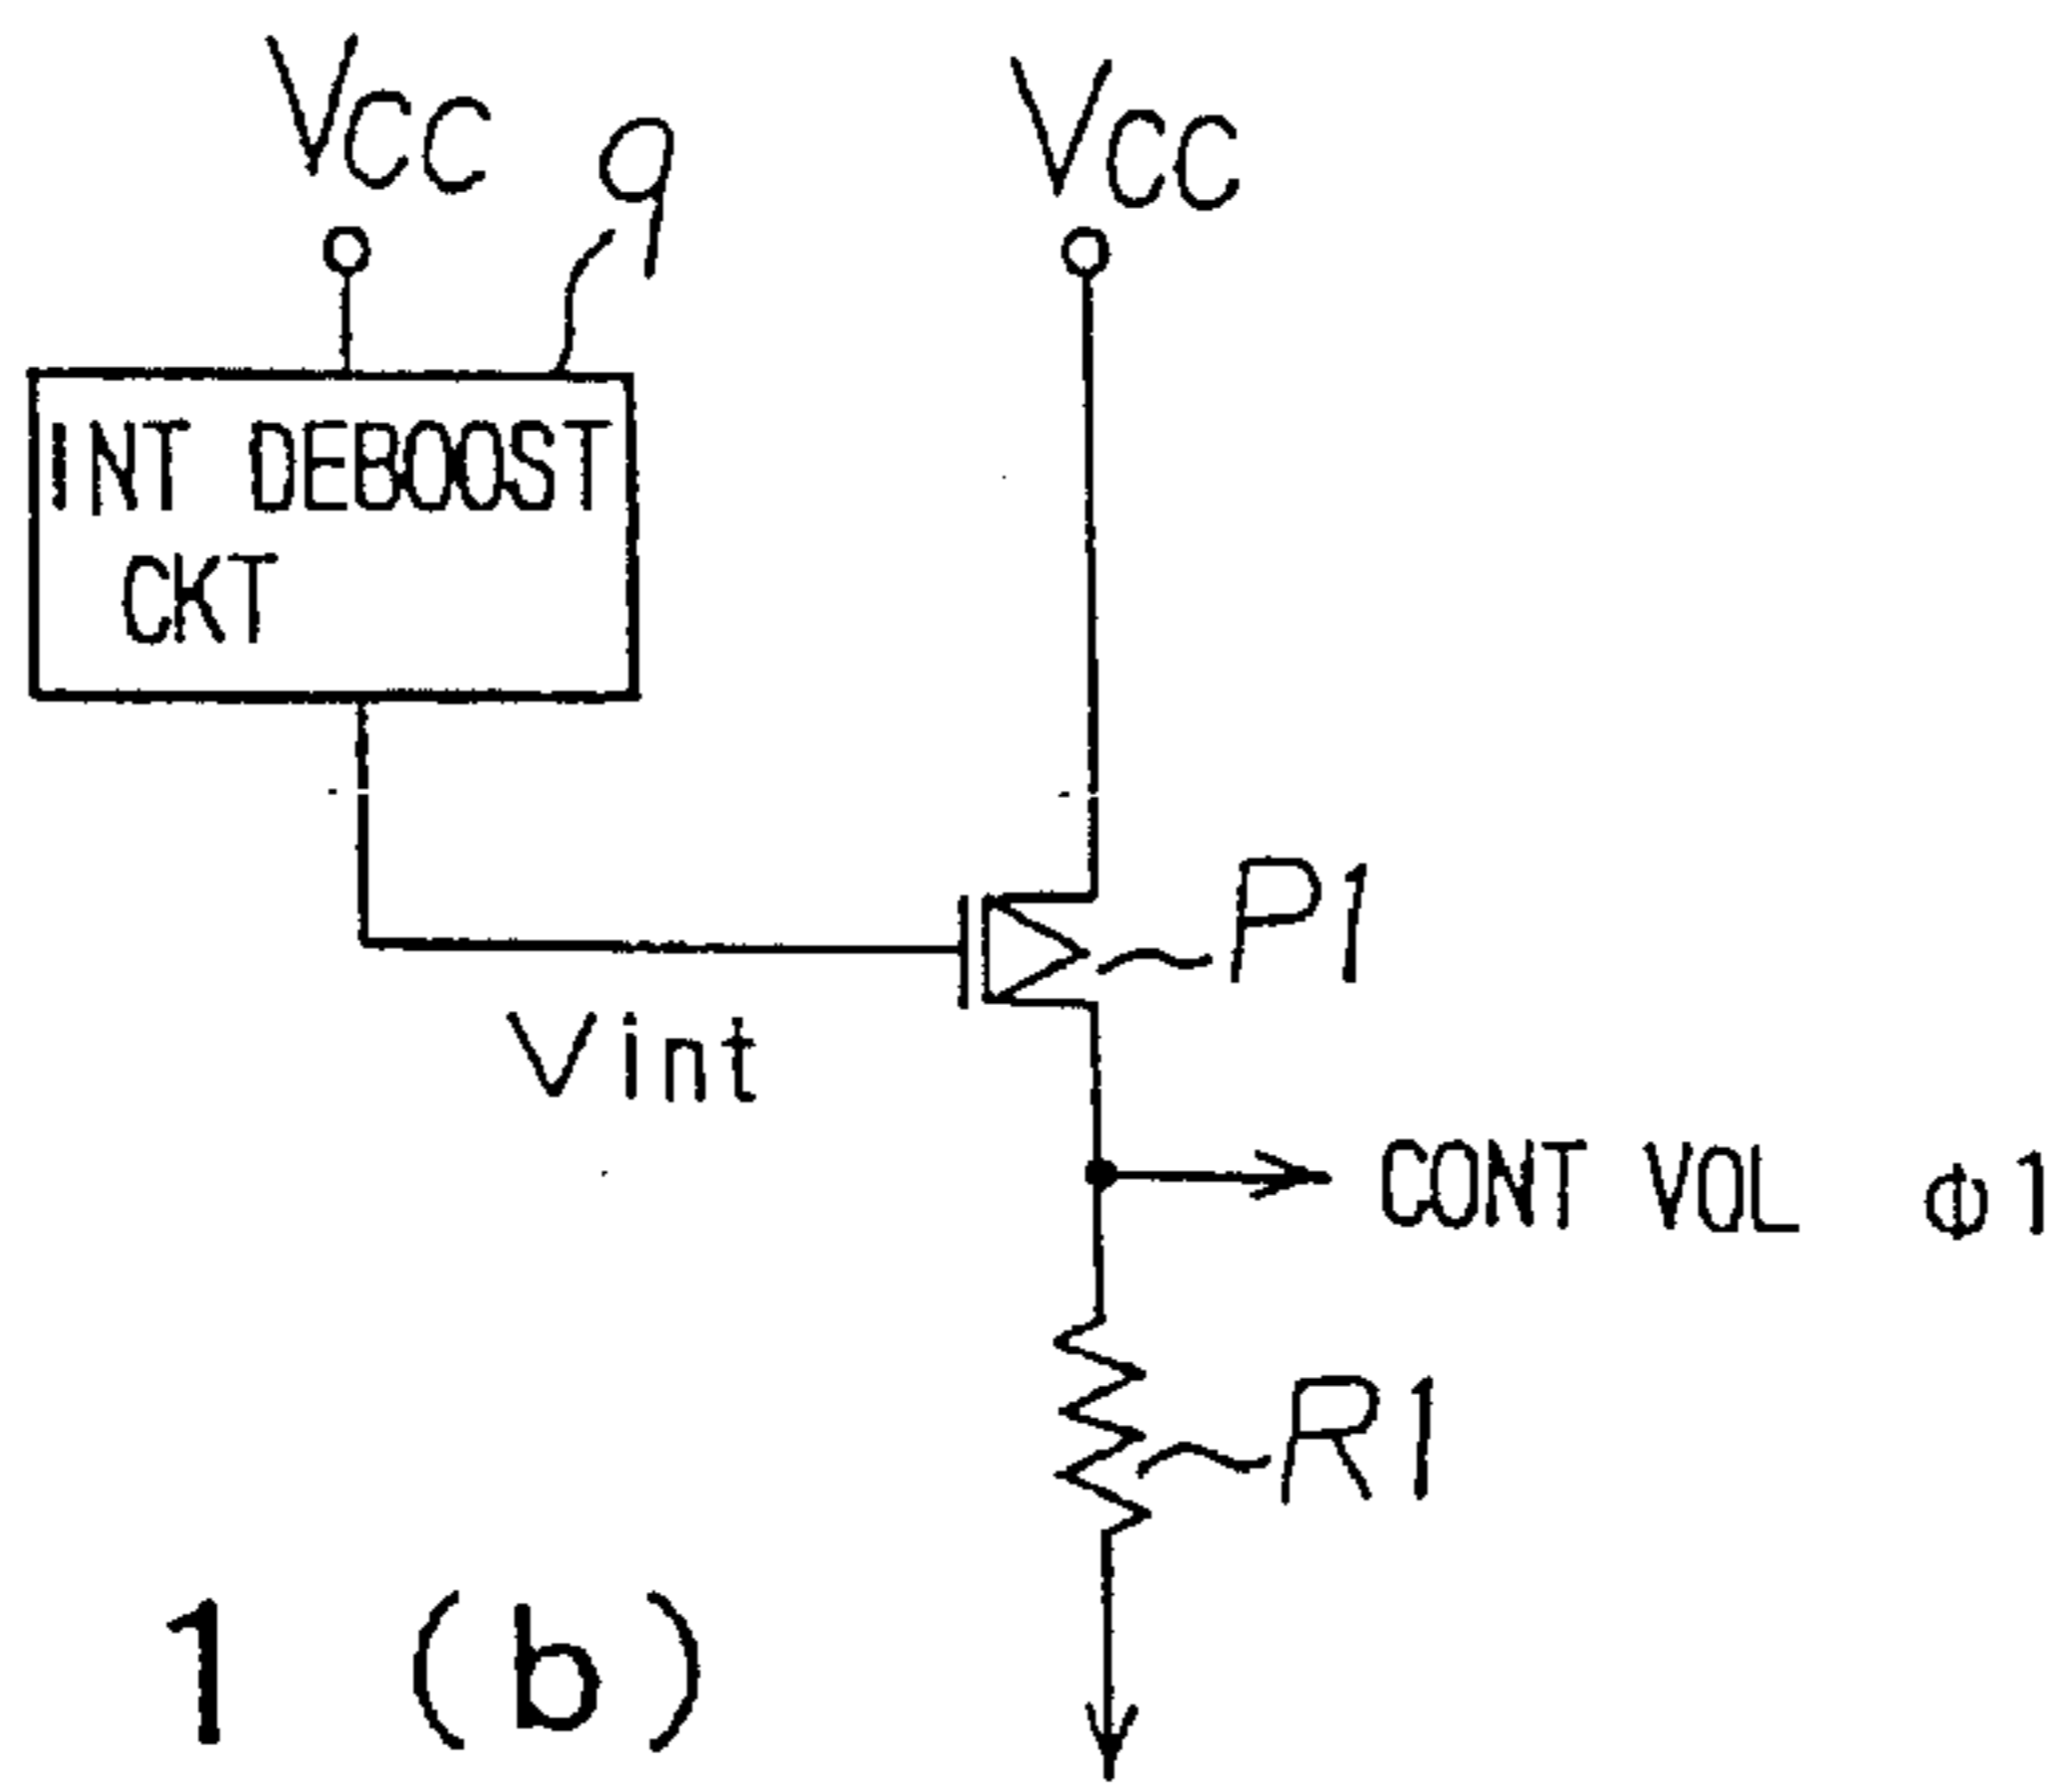 VCC
9
VCC
INT DEBOOST
CKT
P1
Vint
CONT VOL φ1
R1
1 (b)